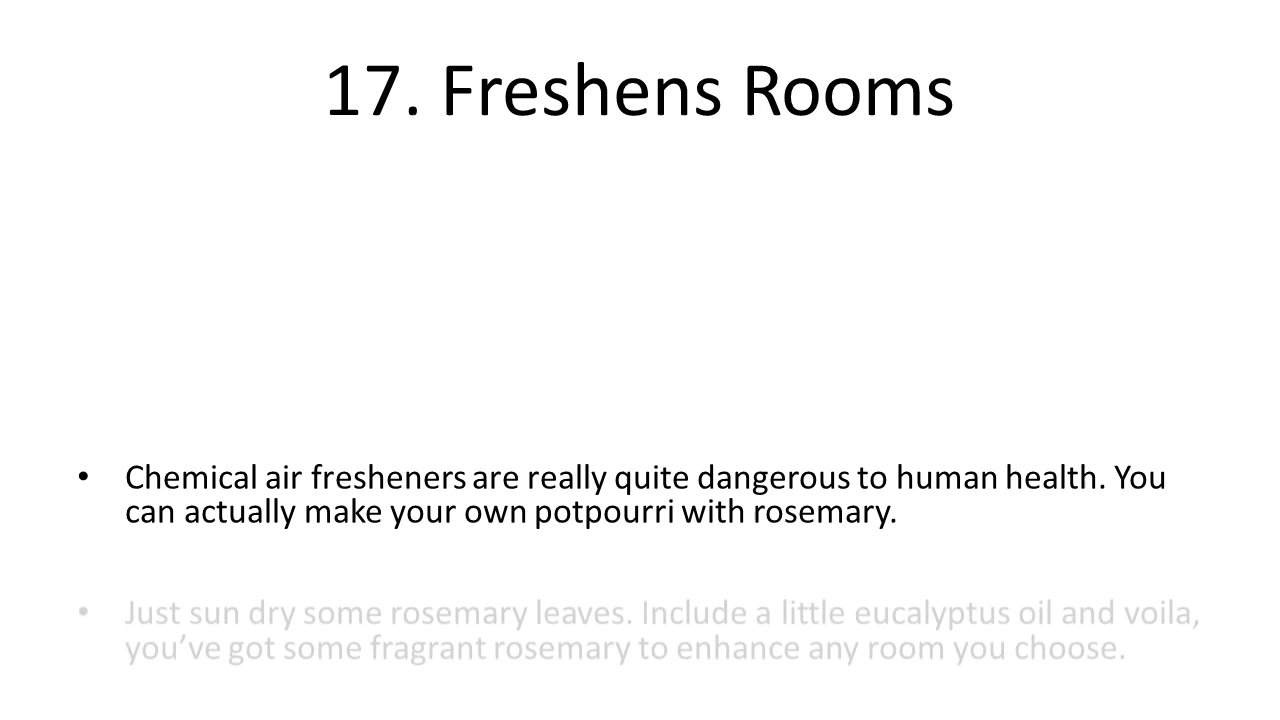 17. Freshens Rooms
• Chemical air fresheners are really quite dangerous to human health. You
can actually make your own potpourri with rosemary.
• Just sun dry some rosemary leaves. Include a little eucalyptus oil and voila,
you’ve got some fragrant rosemary to enhance any room you choose.